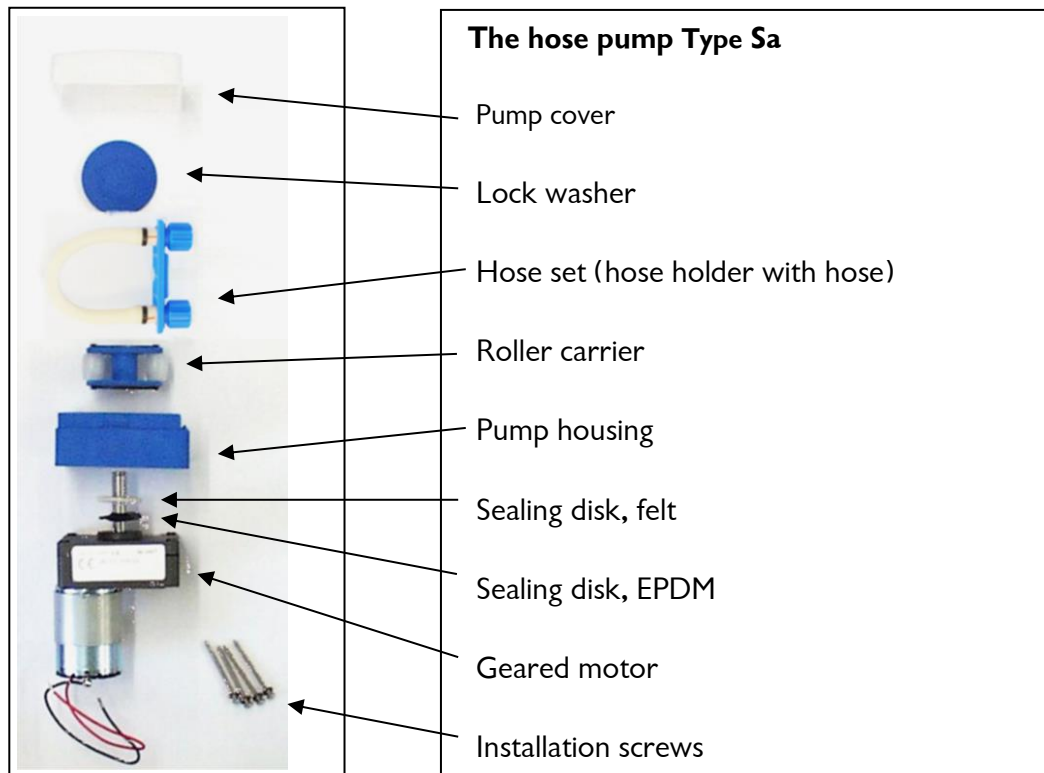 The hose pump Type Sa
Pump cover
Lock washer
Hose set (hose holder with hose)
Roller carrier
Pump housing
Sealing disk, felt
Sealing disk, EPDM
Geared motor
Installation screws
CE